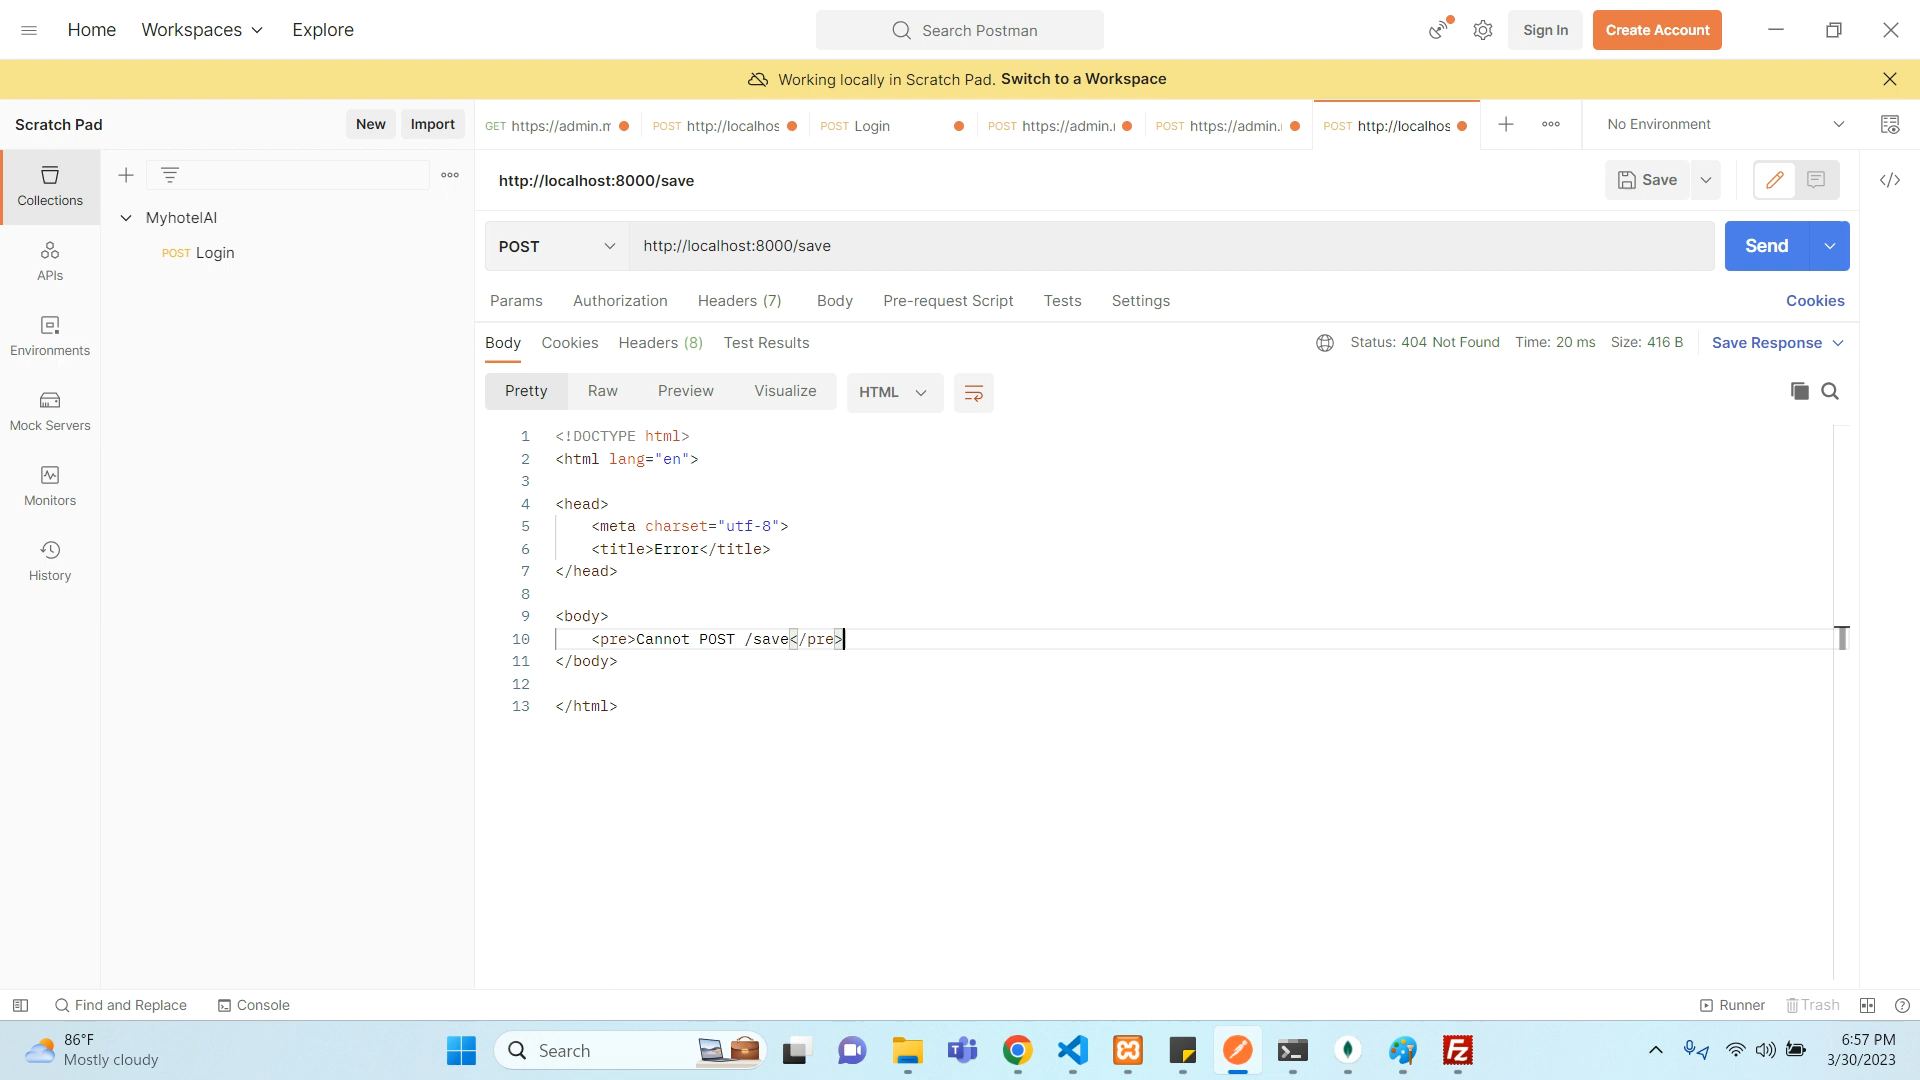 Home Workspaces Explore Search Postman Sign In Create Account
Working locally in Scratch Pad. Switch to a Workspace
Scratch Pad New Import GET https://admin.m POST http://localhos POST Login POST https://admin. POST https://admin. POST http://localhos No Environment
Collections
MyhotelAI
POST Login
APIs
Environments
Mock Servers
Monitors
History
http://localhost:8000/save Save
POST http://localhost:8000/save Send
Params Authorization Headers (7) Body Pre-request Script Tests Settings Cookies
Body Cookies Headers (8) Test Results Status: 404 Not Found Time: 20 ms Size: 416 B Save Response
Pretty Raw Preview Visualize HTML
1 <!DOCTYPE html>
2 <html lang="en">
3
4 <head>
5 <meta charset="utf-8">
6 <title>Error</title>
7 </head>
8
9 <body>
10 <pre>Cannot POST /save</pre>
11 </body>
12
13 </html>
Find and Replace Console Runner Trash
86°F
Mostly cloudy
Search
6:57 PM
3/30/2023